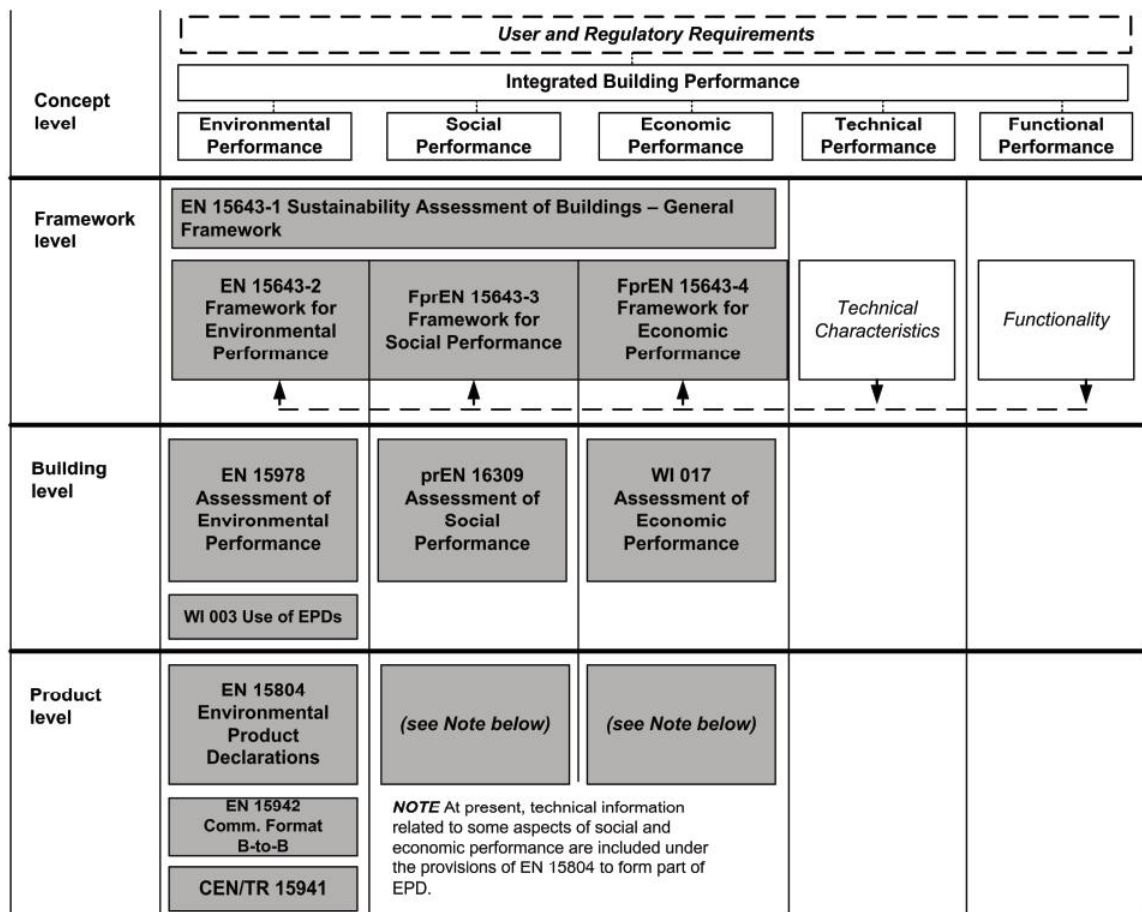 User and Regulatory Requirements
Integrated Building Performance
Concept
level
Environmental
Performance
Social
Performance
Economic
Performance
Technical
Performance
Functional
Performance
Framework
level
EN 15643-1 Sustainability Assessment of Buildings – General
Framework
EN 15643-2
Framework for
Environmental
Performance
FprEN 15643-3
Framework for
Social Performance
FprEN 15643-4
Framework for
Economic
Performance
Technical
Characteristics
Functionality
Building
level
EN 15978
Assessment of
Environmental
Performance
prEN 16309
Assessment of
Social
Performance
WI 017
Assessment of
Economic
Performance
WI 003 Use of EPDs
Product
level
EN 15804
Environmental
Product
Declarations
(see Note below)
(see Note below)
EN 15942
Comm. Format
B-to-B
CEN/TR 15941
NOTE At present, technical information
related to some aspects of social and
economic performance are included under
the provisions of EN 15804 to form part of
EPD.